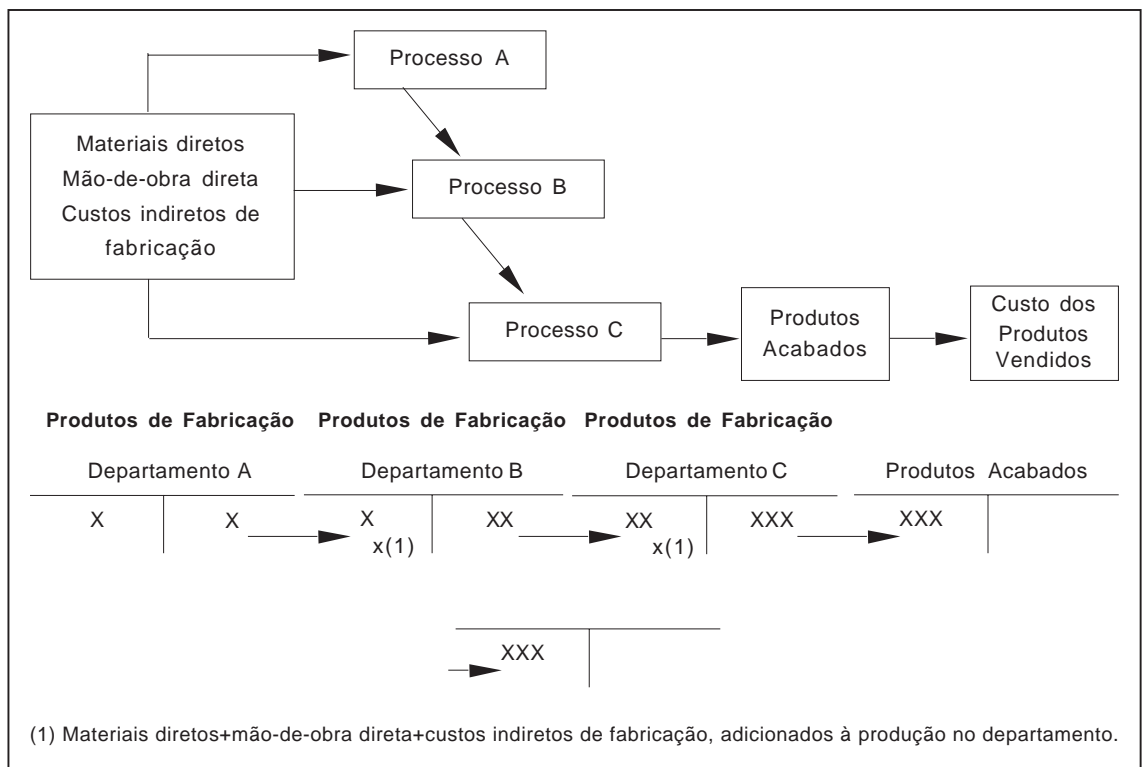 Processo A
Materiais diretos
Mão-de-obra direta
Custos indiretos de
fabricação
Processo B
Processo C
Produtos
Acabados
Custo dos
Produtos
Vendidos
Produtos de Fabricação Produtos de Fabricação Produtos de Fabricação
Departamento A Departamento B Departamento C Produtos Acabados
X X X XX XX XXX XXX
x(1) x(1)
XXX
(1) Materiais diretos+mão-de-obra direta+custos indiretos de fabricação, adicionados à produção no departamento.